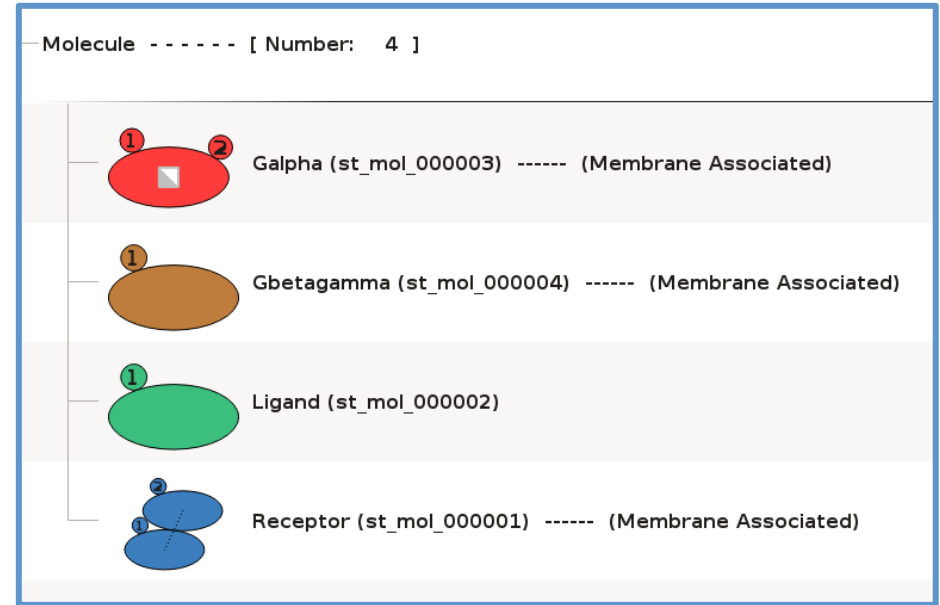 Molecule - - - - - - [ Number: 4 ]
1 2
Galpha (st_mol_000003) ------ (Membrane Associated)
1
Gbetagamma (st_mol_000004) ------ (Membrane Associated)
1
Ligand (st_mol_000002)
2
1
Receptor (st_mol_000001) ------ (Membrane Associated)